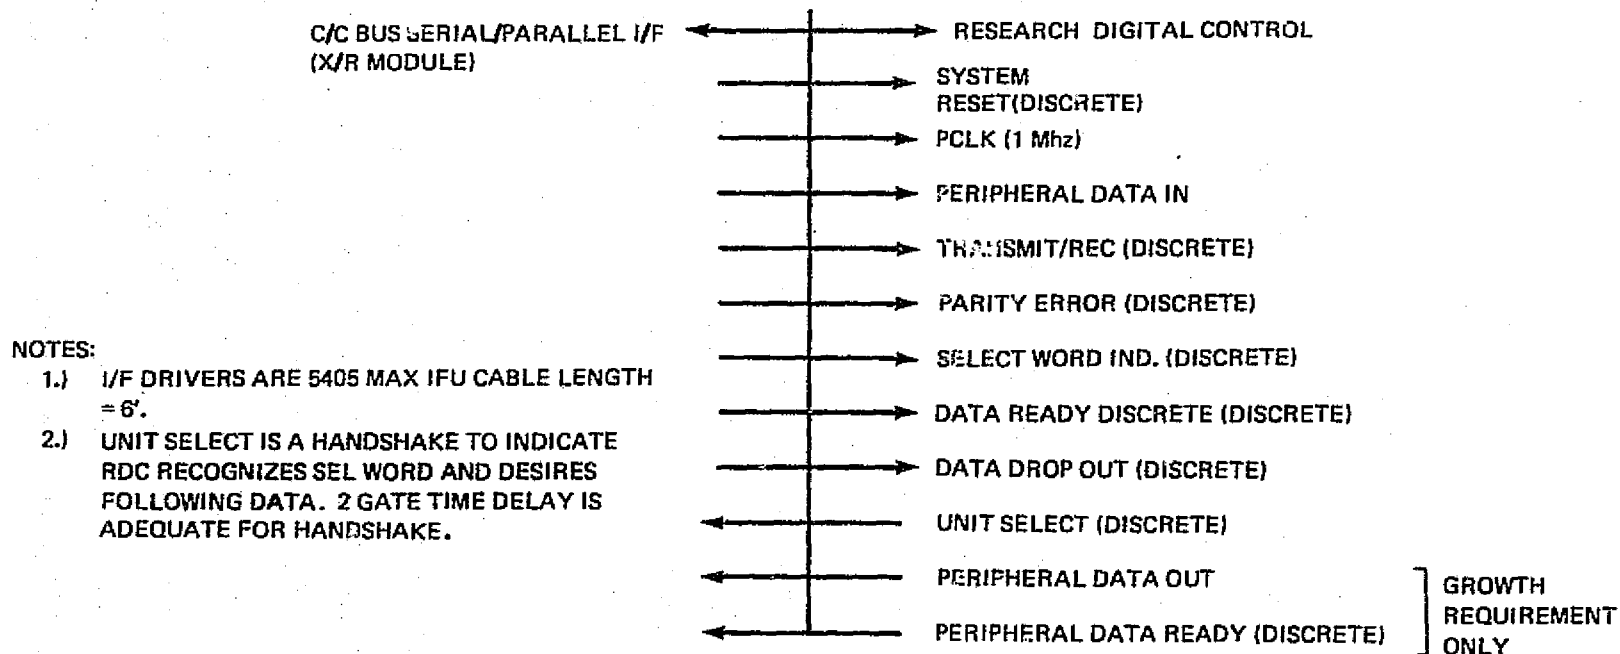 C/C BUS SERIAL/PARALLEL I/F
(X/R MODULE)
RESEARCH DIGITAL CONTROL
SYSTEM
RESET(DISCRETE)
PCLK (1 Mhz)
PERIPHERAL DATA IN
TRANSMIT/REC (DISCRETE)
PARITY ERROR (DISCRETE)
SELECT WORD IND. (DISCRETE)
DATA READY DISCRETE (DISCRETE)
DATA DROP OUT (DISCRETE)
UNIT SELECT (DISCRETE)
PERIPHERAL DATA OUT
PERIPHERAL DATA READY (DISCRETE)
GROWTH
REQUIREMENT
ONLY
NOTES:
1.) I/F DRIVERS ARE 5405 MAX IFU CABLE LENGTH
= 6'.
2.) UNIT SELECT IS A HANDSHAKE TO INDICATE
RDC RECOGNIZES SEL WORD AND DESIRES
FOLLOWING DATA. 2 GATE TIME DELAY IS
ADEQUATE FOR HANDSHAKE.